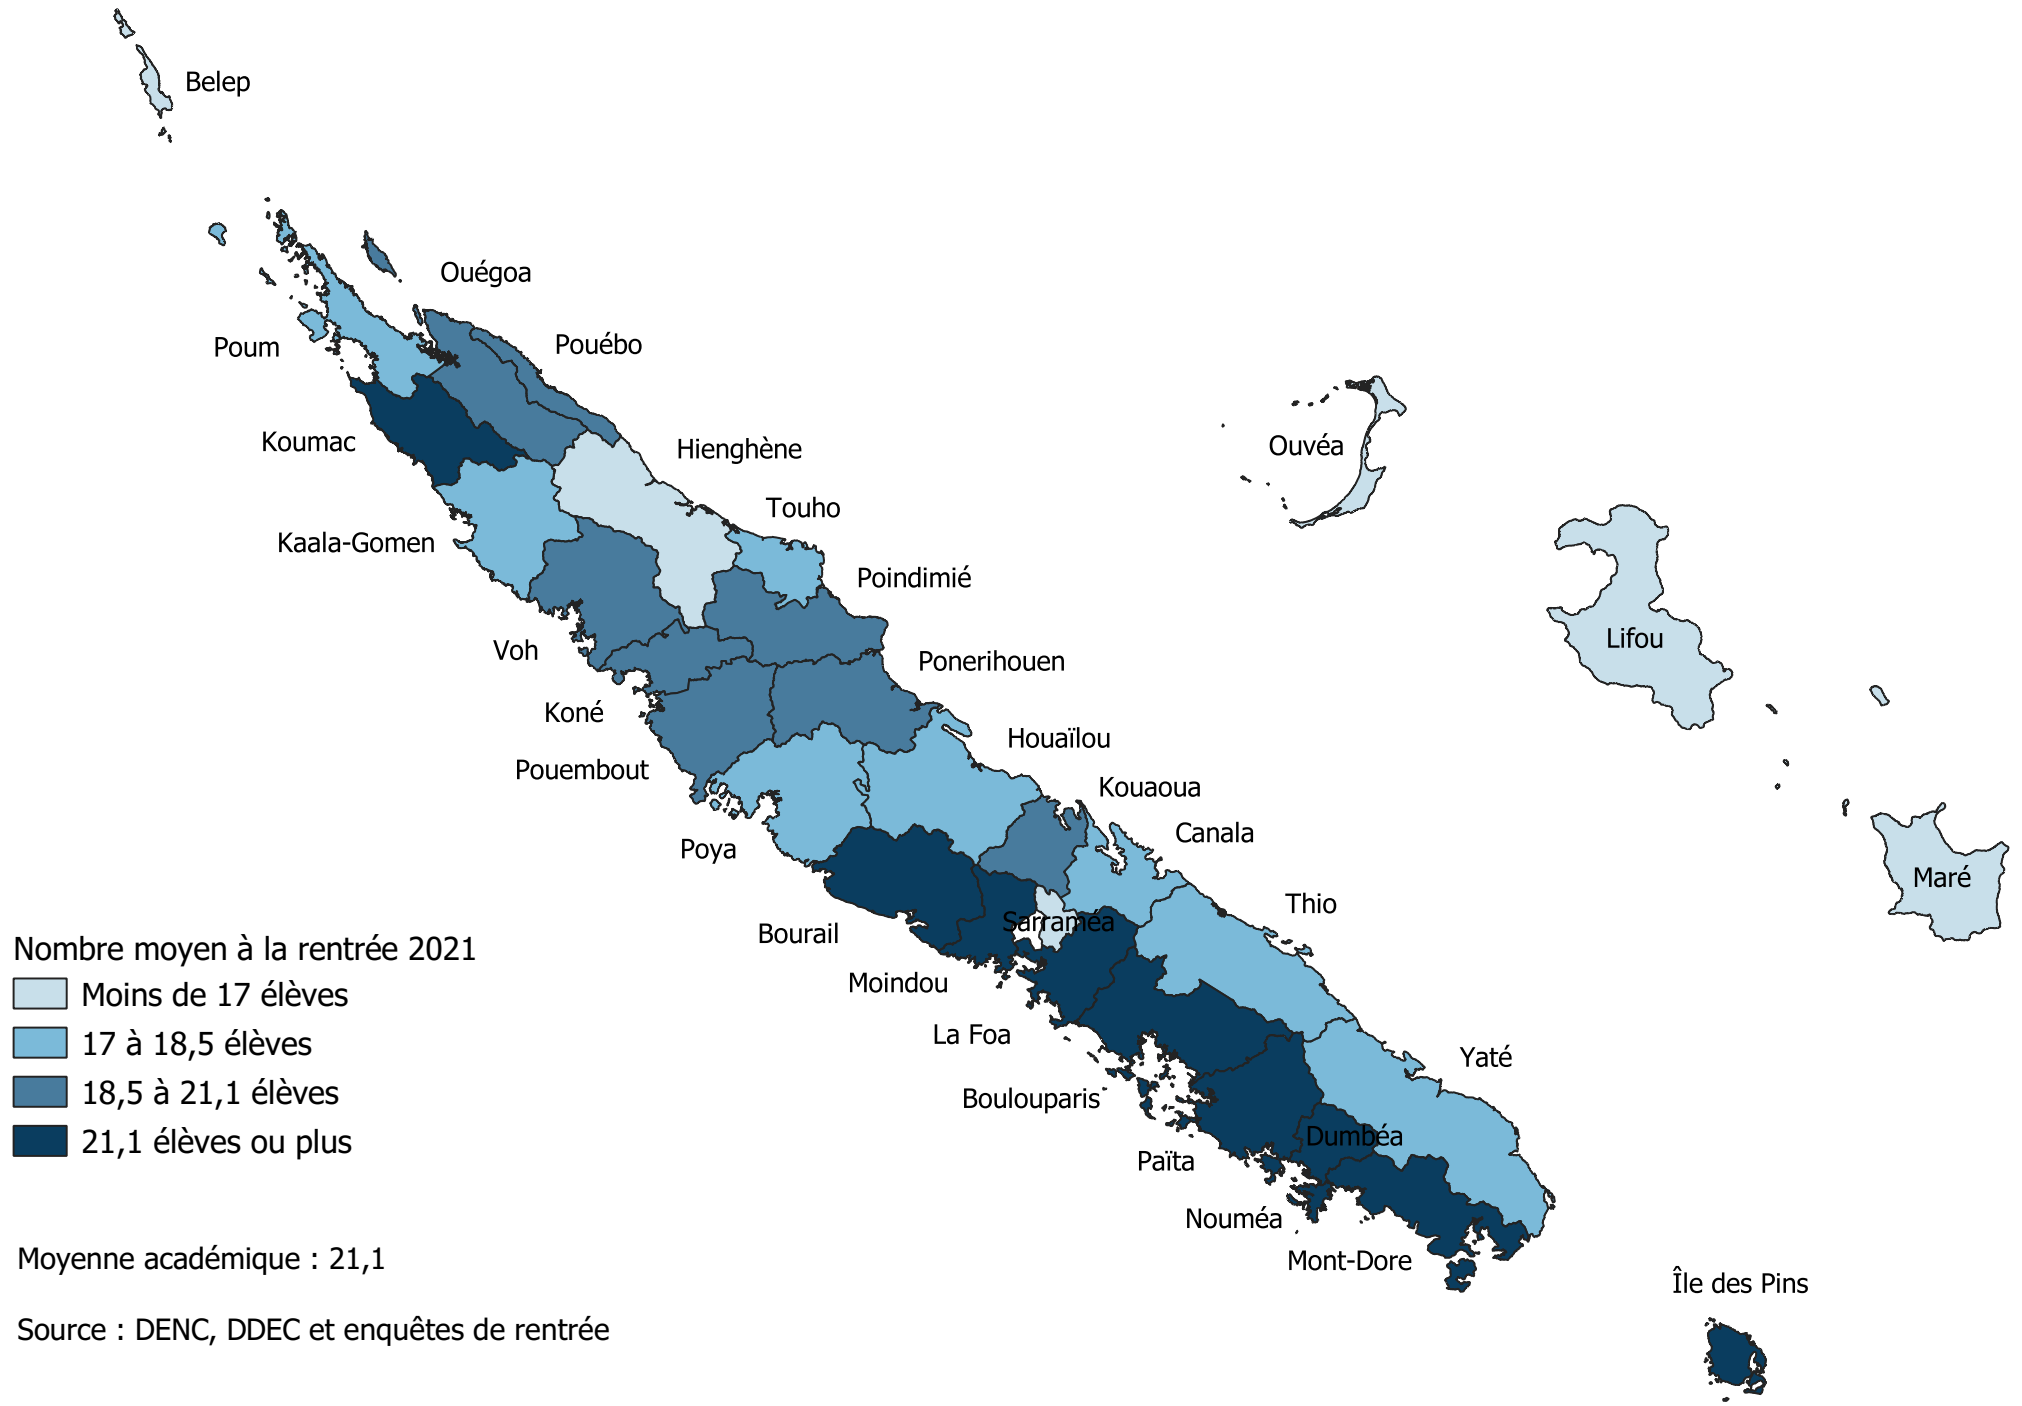 Belep
Ouégoa
Pouébo
Poum
Koumac
Hienghène
Ouvéa
Touho
Kaala-Gomen
Poindimié
Lifou
Voh
Ponerihouen
Koné
Houaïlou
Pouembout
Kouaoua
Canala
Poya
Maré
Thio
Sarraméa
Bourail
Moindou
La Foa
Yaté
Boulouparis
Dumbéa
Païta
Nouméa
Mont-Dore
Île des Pins
Nombre moyen à la rentrée 2021
Moins de 17 élèves
17 à 18,5 élèves
18,5 à 21,1 élèves
21,1 élèves ou plus
Moyenne académique : 21,1
Source : DENC, DDEC et enquêtes de rentrée